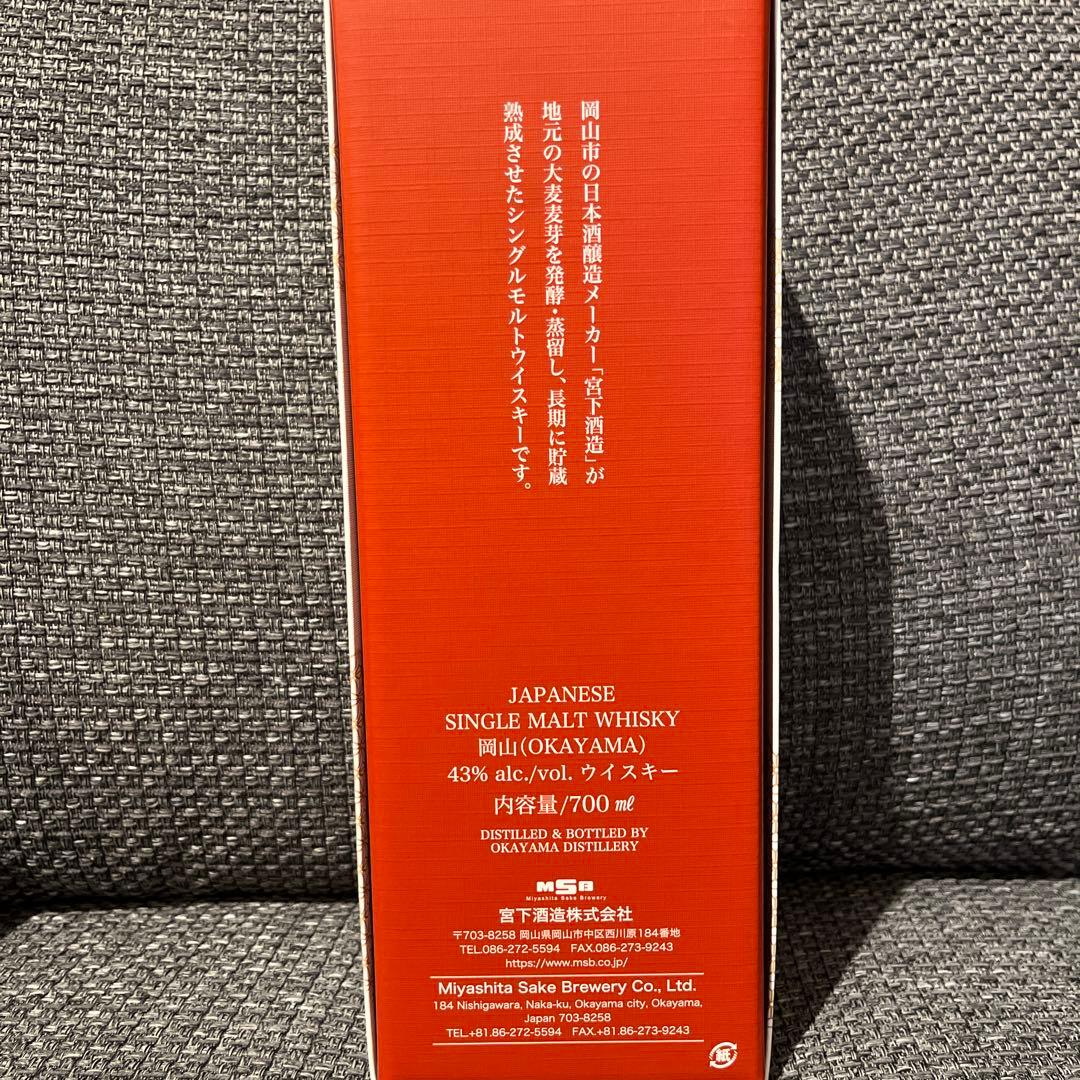 岡山市の日本酒醸造メーカー「宮下酒造」が
地元の大麦麦芽を発酵・蒸留し、長期に貯蔵
熟成させたシングルモルトウイスキーです。
JAPANESE
SINGLE MALT WHISKY
岡山(OKAYAMA)
43% alc./vol. ウイスキー
内容量/700㎖
DISTILLED & BOTTLED BY
OKAYAMA DISTILLERY
MSB
Miyashita Sake Brewery
宮下酒造株式会社
〒703-8258 岡山県岡山市中区西川原184番地
TEL.086-272-5594 FAX.086-273-9243
https://www.msb.co.jp/
Miyashita Sake Brewery Co., Ltd.
184 Nishigawara, Naka-ku, Okayama city, Okayama,
Japan 703-8258
TEL.+81.86-272-5594 FAX.+81.86-273-9243
紙